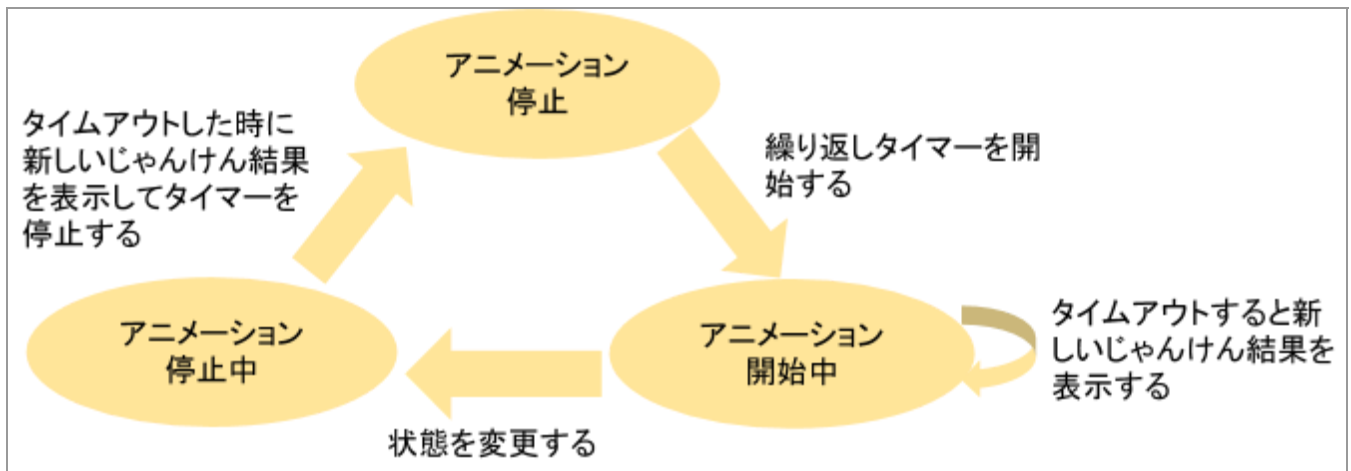 アニメーション
停止
タイムアウトした時に
新しいじゃんけん結果
を表示してタイマーを
停止する
繰り返しタイマーを開
始する
アニメーション
停止中
アニメーション
開始中
タイムアウトすると新
しいじゃんけん結果を
表示する
状態を変更する